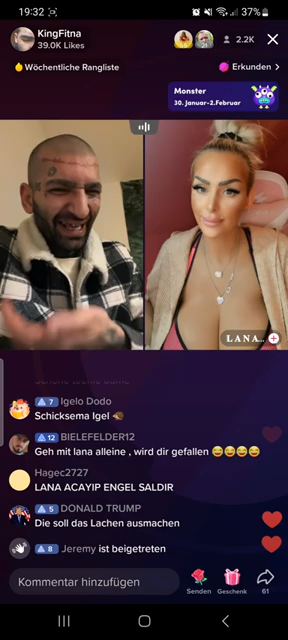 19:32
37%
KingFitna
39.0K Likes
2.2K
Wöchentliche Rangliste
Erkunden
Monster
30. Januar-2.Februar
LANA...
7 Igelo Dodo
Schicksema Igel
12 BIELEFELDER12
Geh mit lana alleine , wird dir gefallen 😂😂😂😂
Hagec2727
LANA ACAYIP ENGEL SALDIR
5 DONALD TRUMP
Die soll das Lachen ausmachen
8 Jeremy ist beigetreten
Kommentar hinzufügen
Senden
Geschenk
61